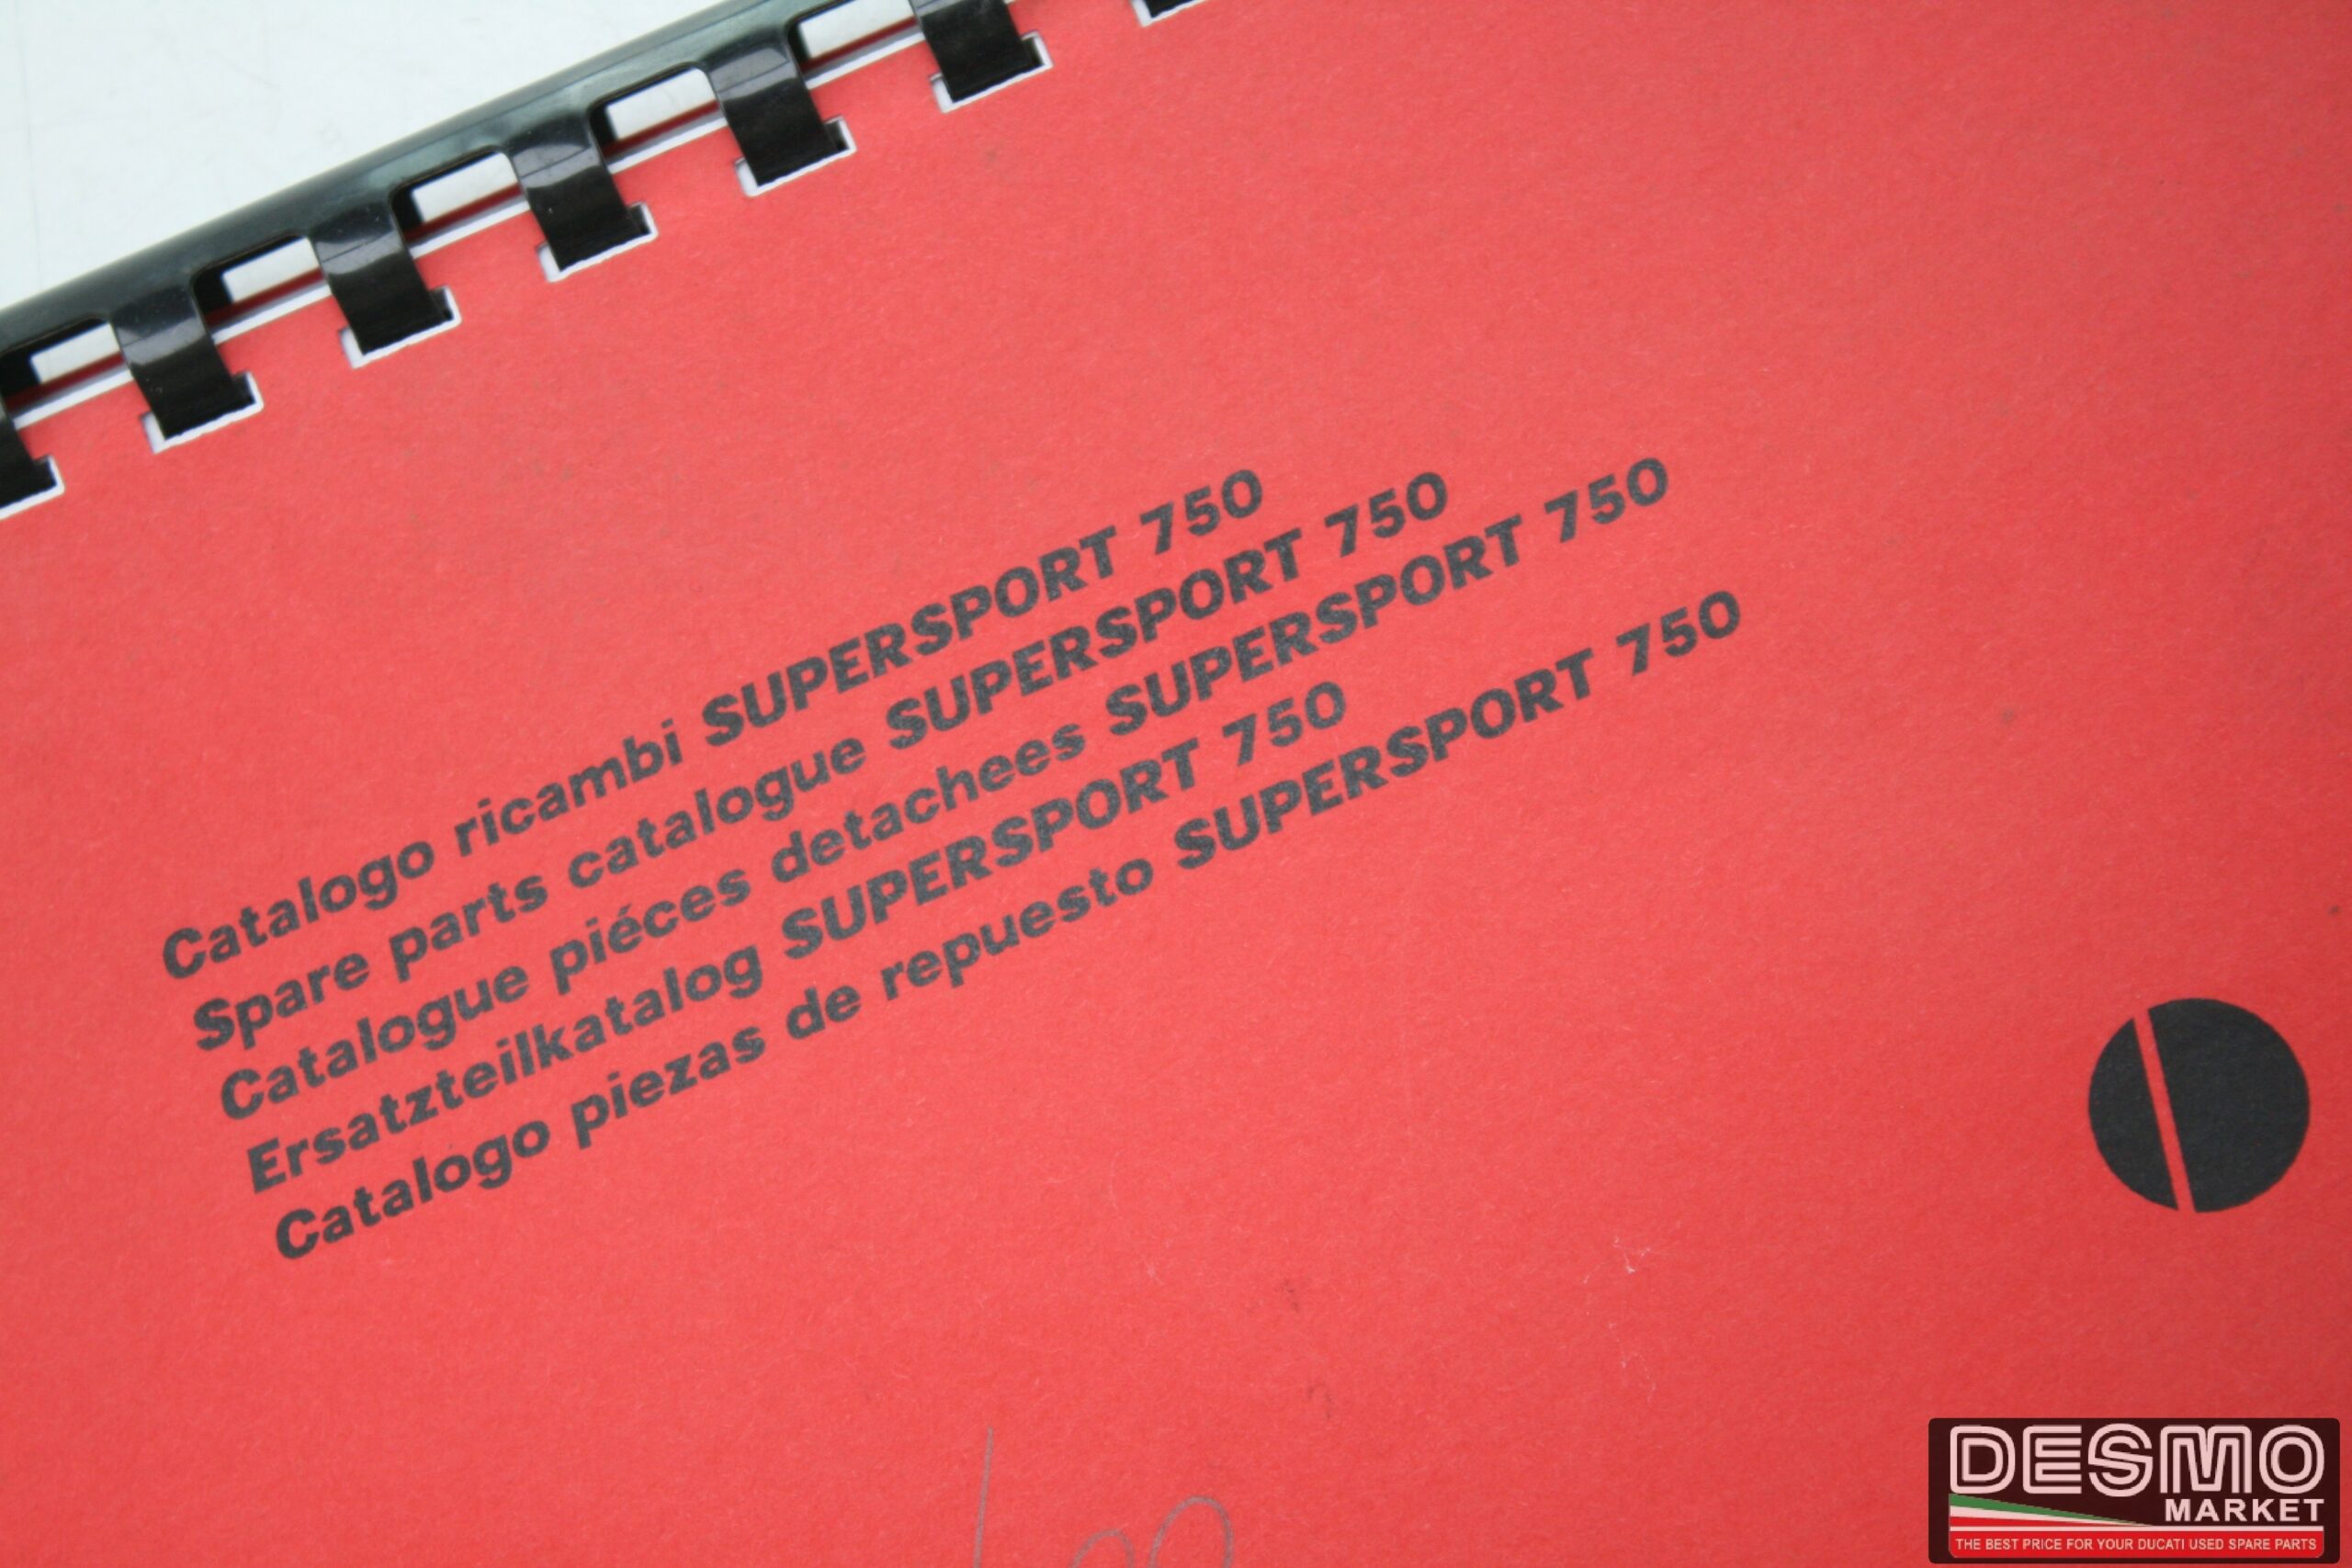 Catalogo ricambi SUPERSPORT 750
Spare parts catalogue SUPERSPORT 750
Catalogue piéces detachees SUPERSPORT 750
Ersatzteilkatalog SUPERSPORT 750
Catalogo piezas de repuesto SUPERSPORT 750
DESMO
MARKET
THE BEST PRICE FOR YOUR DUCATI USED SPARE PARTS